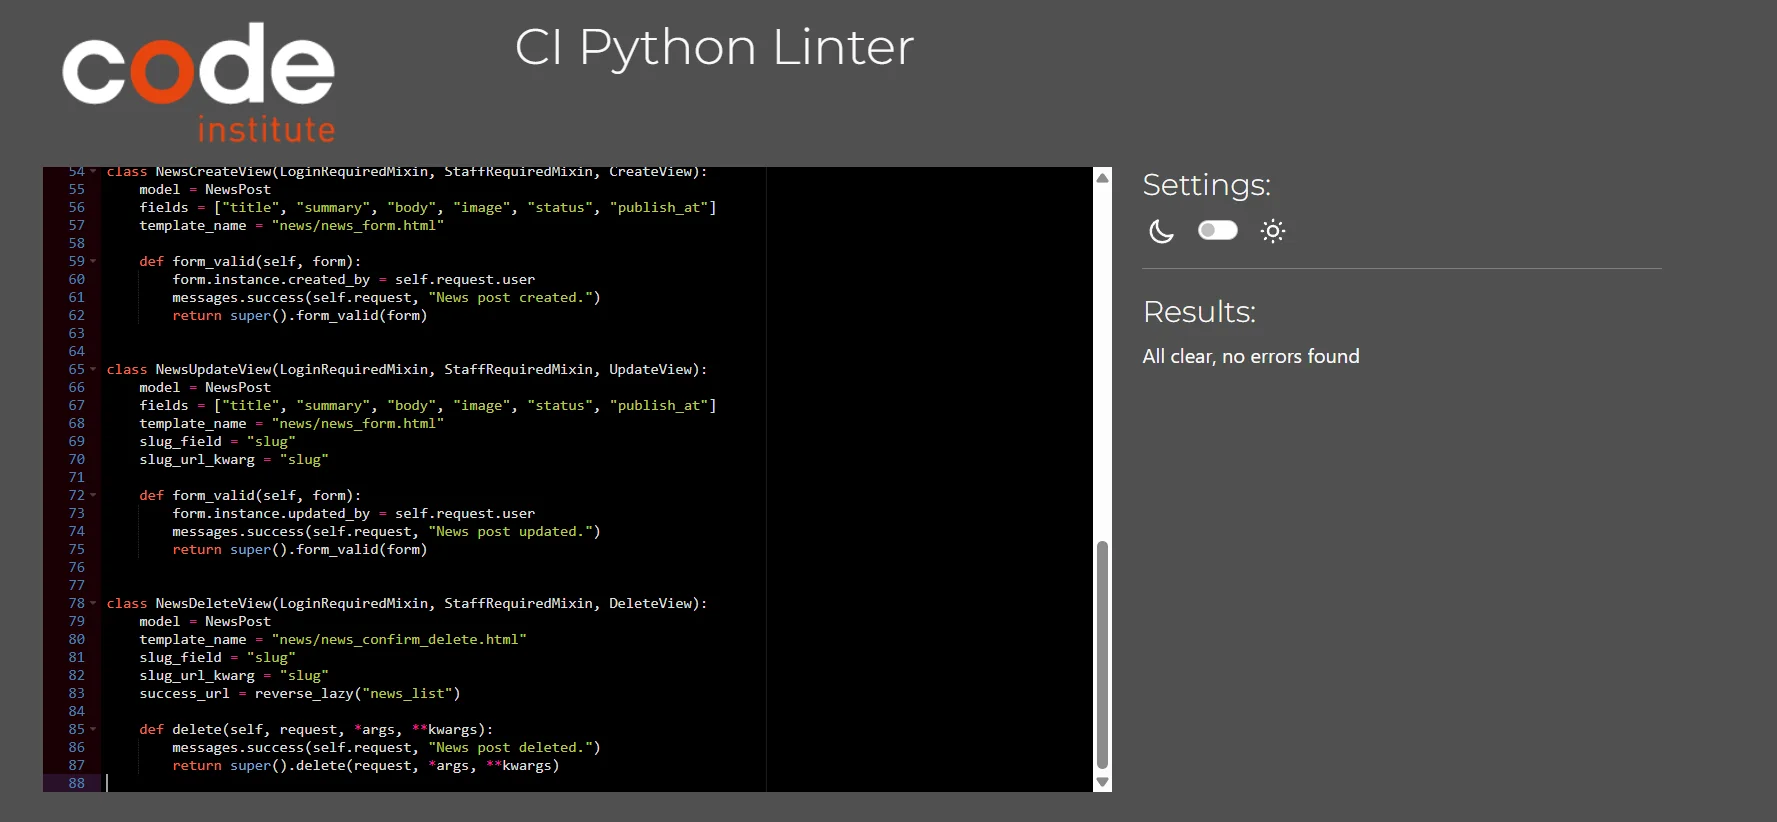 code
institute
CI Python Linter
54 class NewsCreateView(LoginRequiredMixin, StaffRequiredMixin, CreateView):
55     model = NewsPost
56     fields = ["title", "summary", "body", "image", "status", "publish_at"]
57     template_name = "news/news_form.html"
58
59     def form_valid(self, form):
60         form.instance.created_by = self.request.user
61         messages.success(self.request, "News post created.")
62         return super().form_valid(form)
63
64
65 class NewsUpdateView(LoginRequiredMixin, StaffRequiredMixin, UpdateView):
66     model = NewsPost
67     fields = ["title", "summary", "body", "image", "status", "publish_at"]
68     template_name = "news/news_form.html"
69     slug_field = "slug"
70     slug_url_kwarg = "slug"
71
72     def form_valid(self, form):
73         form.instance.updated_by = self.request.user
74         messages.success(self.request, "News post updated.")
75         return super().form_valid(form)
76
77
78 class NewsDeleteView(LoginRequiredMixin, StaffRequiredMixin, DeleteView):
79     model = NewsPost
80     template_name = "news/news_confirm_delete.html"
81     slug_field = "slug"
82     slug_url_kwarg = "slug"
83     success_url = reverse_lazy("news_list")
84
85     def delete(self, request, *args, **kwargs):
86         messages.success(self.request, "News post deleted.")
87         return super().delete(request, *args, **kwargs)
88
Settings:
Results:
All clear, no errors found